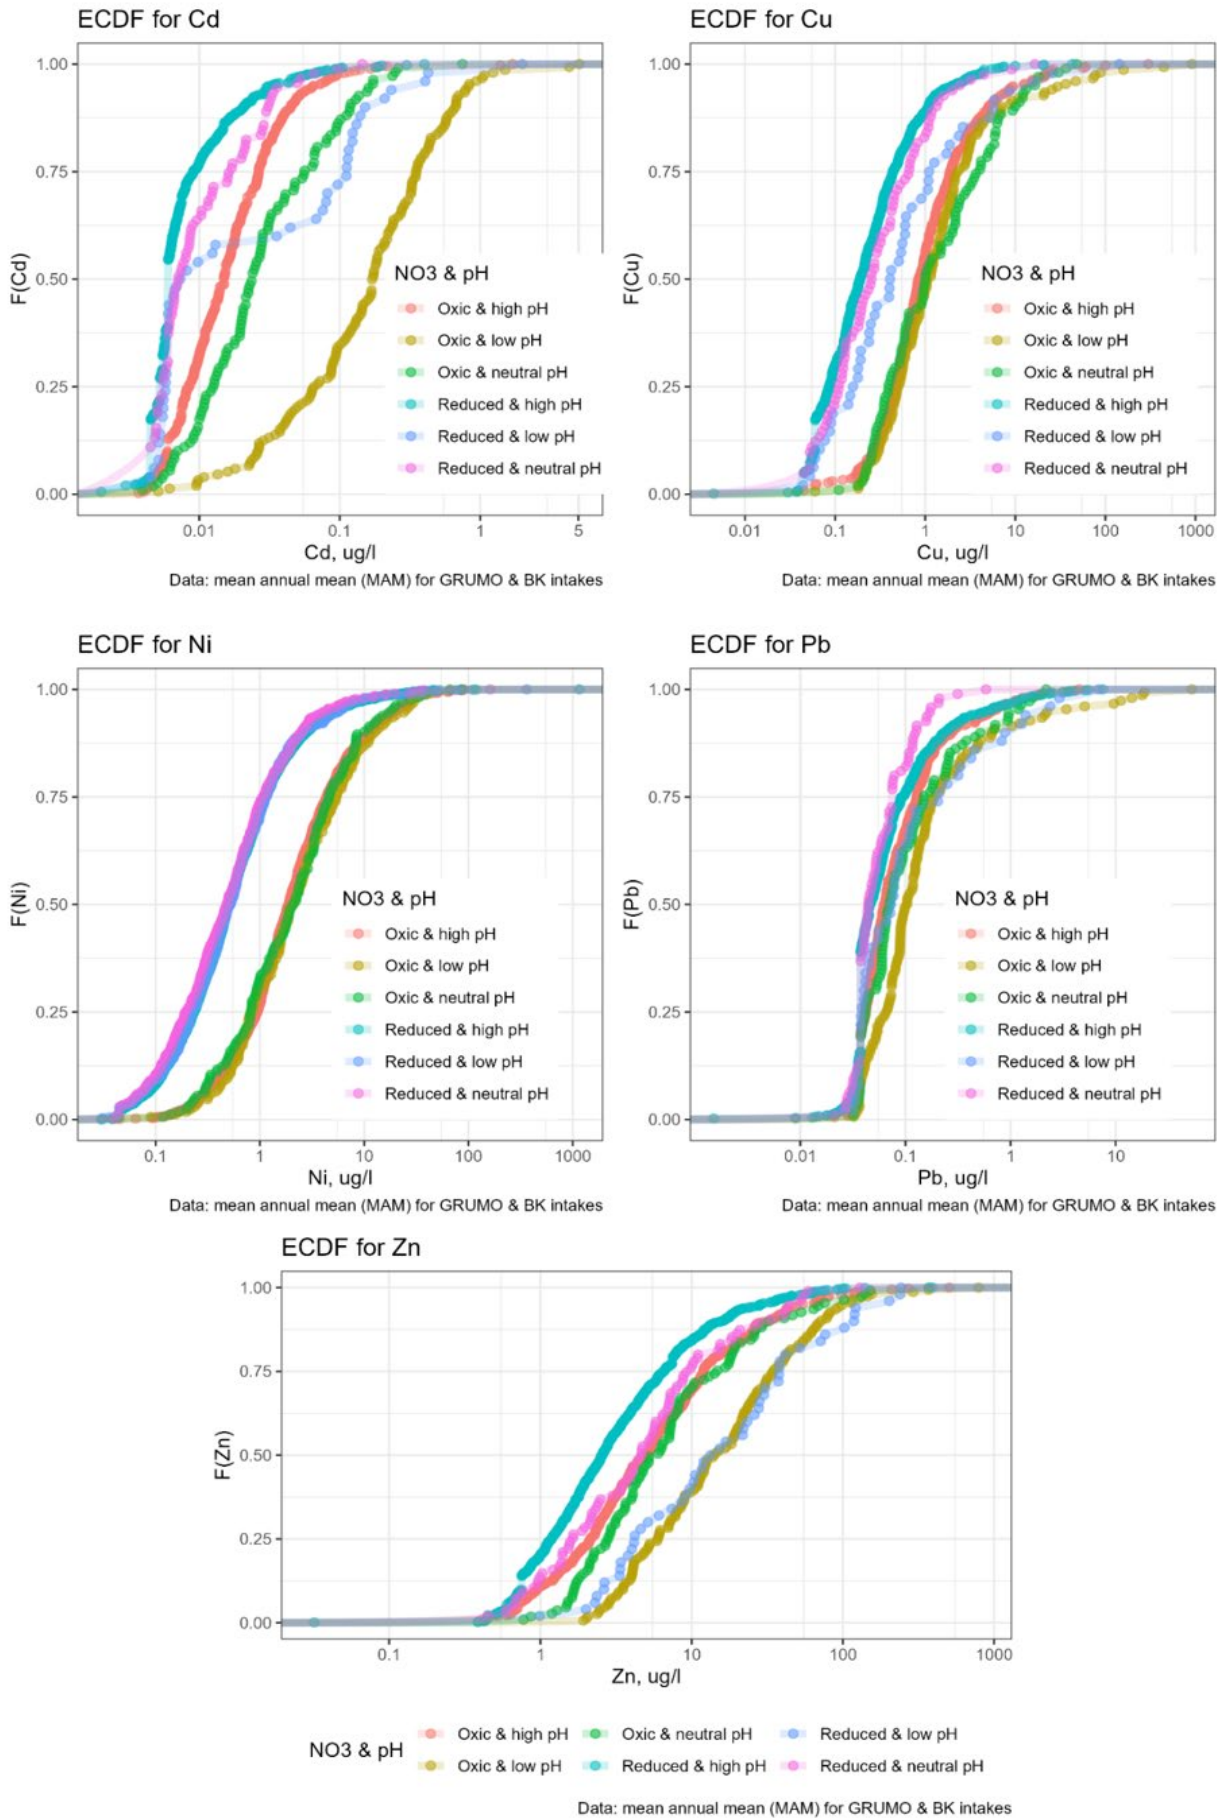 ECDF for Cd
1.00
0.75
0.50
0.25
0.00
F(Cd)
NO3 & pH
Oxic & high pH
Oxic & low pH
Oxic & neutral pH
Reduced & high pH
Reduced & low pH
Reduced & neutral pH
0.01 0.1 1 5
Cd, ug/l
Data: mean annual mean (MAM) for GRUMO & BK intakes
ECDF for Cu
1.00
0.75
0.50
0.25
0.00
F(Cu)
NO3 & pH
Oxic & high pH
Oxic & low pH
Oxic & neutral pH
Reduced & high pH
Reduced & low pH
Reduced & neutral pH
0.01 0.1 1 10 100 1000
Cu, ug/l
Data: mean annual mean (MAM) for GRUMO & BK intakes
ECDF for Ni
1.00
0.75
0.50
0.25
0.00
F(Ni)
NO3 & pH
Oxic & high pH
Oxic & low pH
Oxic & neutral pH
Reduced & high pH
Reduced & low pH
Reduced & neutral pH
0.1 1 10 100 1000
Ni, ug/l
Data: mean annual mean (MAM) for GRUMO & BK intakes
ECDF for Pb
1.00
0.75
0.50
0.25
0.00
F(Pb)
NO3 & pH
Oxic & high pH
Oxic & low pH
Oxic & neutral pH
Reduced & high pH
Reduced & low pH
Reduced & neutral pH
0.01 0.1 1 10
Pb, ug/l
Data: mean annual mean (MAM) for GRUMO & BK intakes
ECDF for Zn
1.00
0.75
0.50
0.25
0.00
F(Zn)
0.1 1 10 100 1000
Zn, ug/l
NO3 & pH
Oxic & high pH Oxic & neutral pH Reduced & low pH
Oxic & low pH Reduced & high pH Reduced & neutral pH
Data: mean annual mean (MAM) for GRUMO & BK intakes